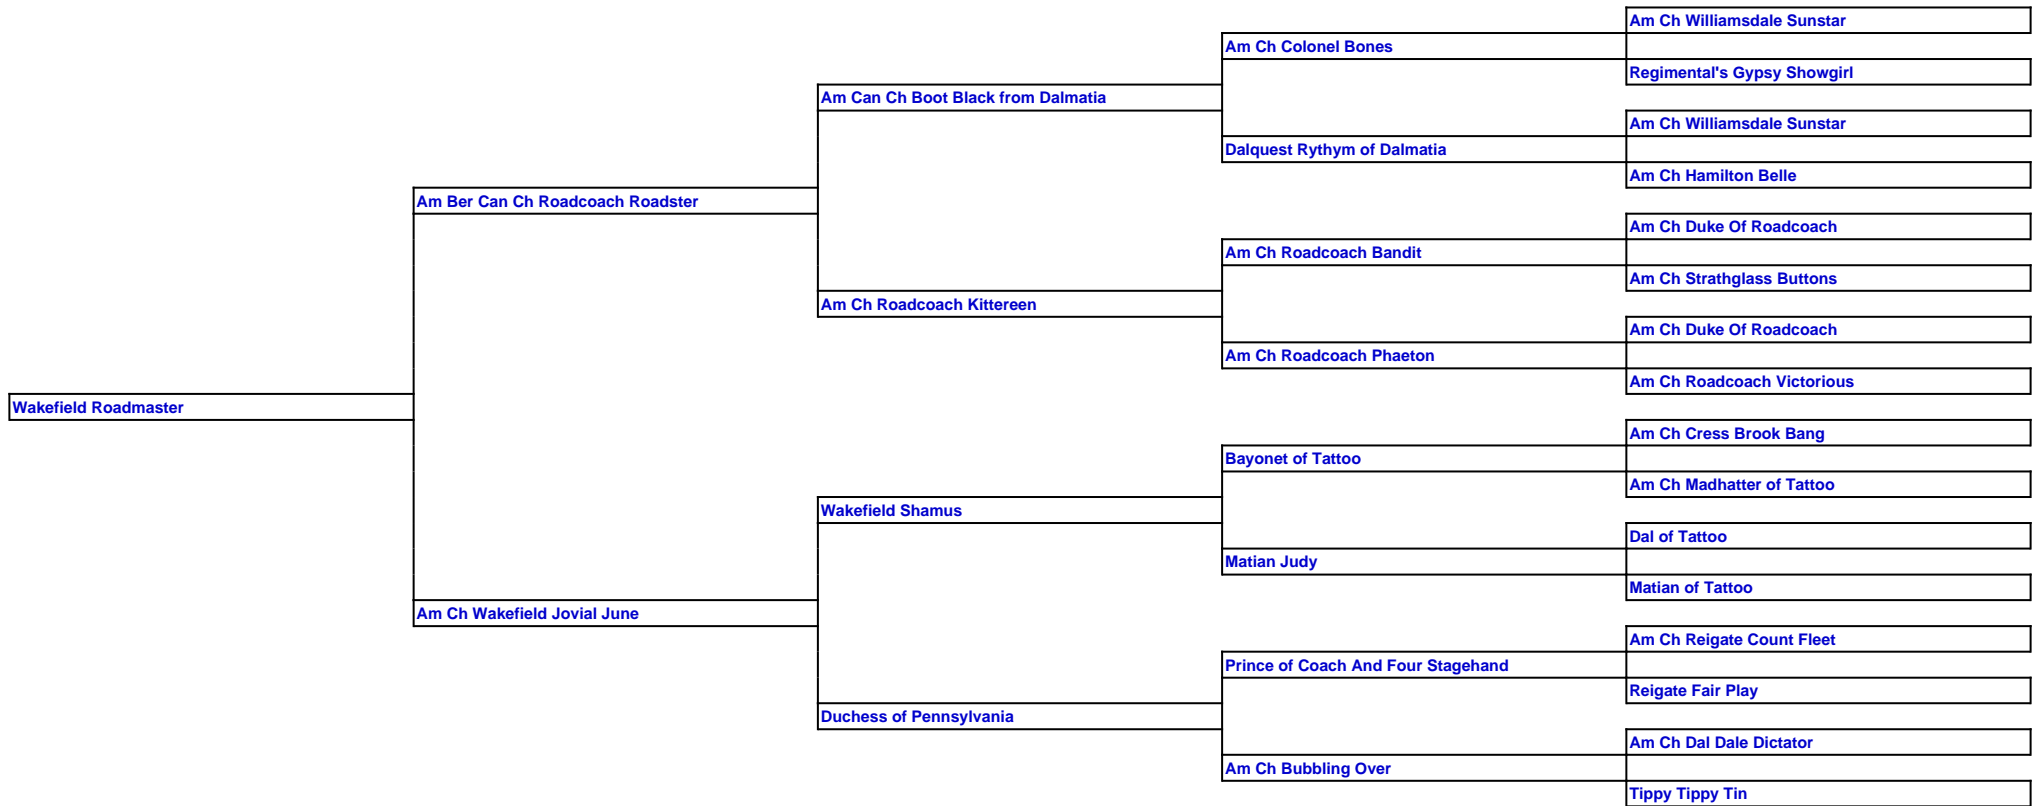 Am Ch Williamsdale Sunstar
Am Ch Colonel Bones
Regimental's Gypsy Showgirl
Am Can Ch Boot Black from Dalmatia
Am Ch Williamsdale Sunstar
Dalquest Rythym of Dalmatia
Am Ch Hamilton Belle
Am Ber Can Ch Roadcoach Roadster
Am Ch Duke Of Roadcoach
Am Ch Roadcoach Bandit
Am Ch Strathglass Buttons
Am Ch Roadcoach Kittereen
Am Ch Duke Of Roadcoach
Am Ch Roadcoach Phaeton
Am Ch Roadcoach Victorious
Wakefield Roadmaster
Am Ch Cress Brook Bang
Bayonet of Tattoo
Am Ch Madhatter of Tattoo
Wakefield Shamus
Dal of Tattoo
Matian Judy
Matian of Tattoo
Am Ch Wakefield Jovial June
Am Ch Reigate Count Fleet
Prince of Coach And Four Stagehand
Reigate Fair Play
Duchess of Pennsylvania
Am Ch Dal Dale Dictator
Am Ch Bubbling Over
Tippy Tippy Tin